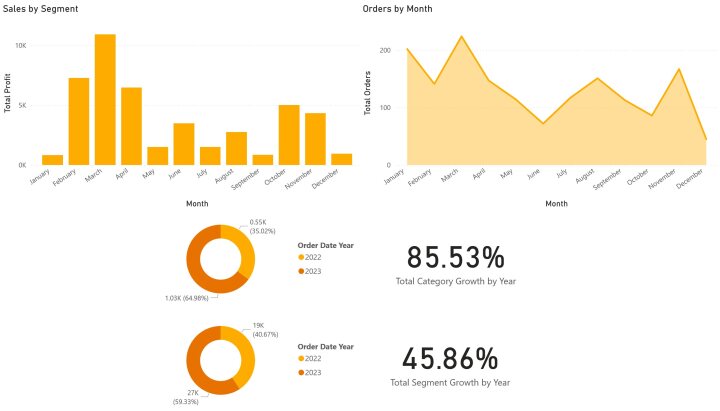 Sales by Segment
Total Profit
10K
5K
0K
January
February
March
April
May
June
July
August
September
October
November
December
Month
Orders by Month
Total Orders
200
100
0
January
February
March
April
May
June
July
August
September
October
November
December
Month
0.55K
(35.02%)
1.03K (64.98%)
Order Date Year
2022
2023
85.53%
Total Category Growth by Year
19K
(40.67%)
27K
(59.33%)
Order Date Year
2022
2023
45.86%
Total Segment Growth by Year